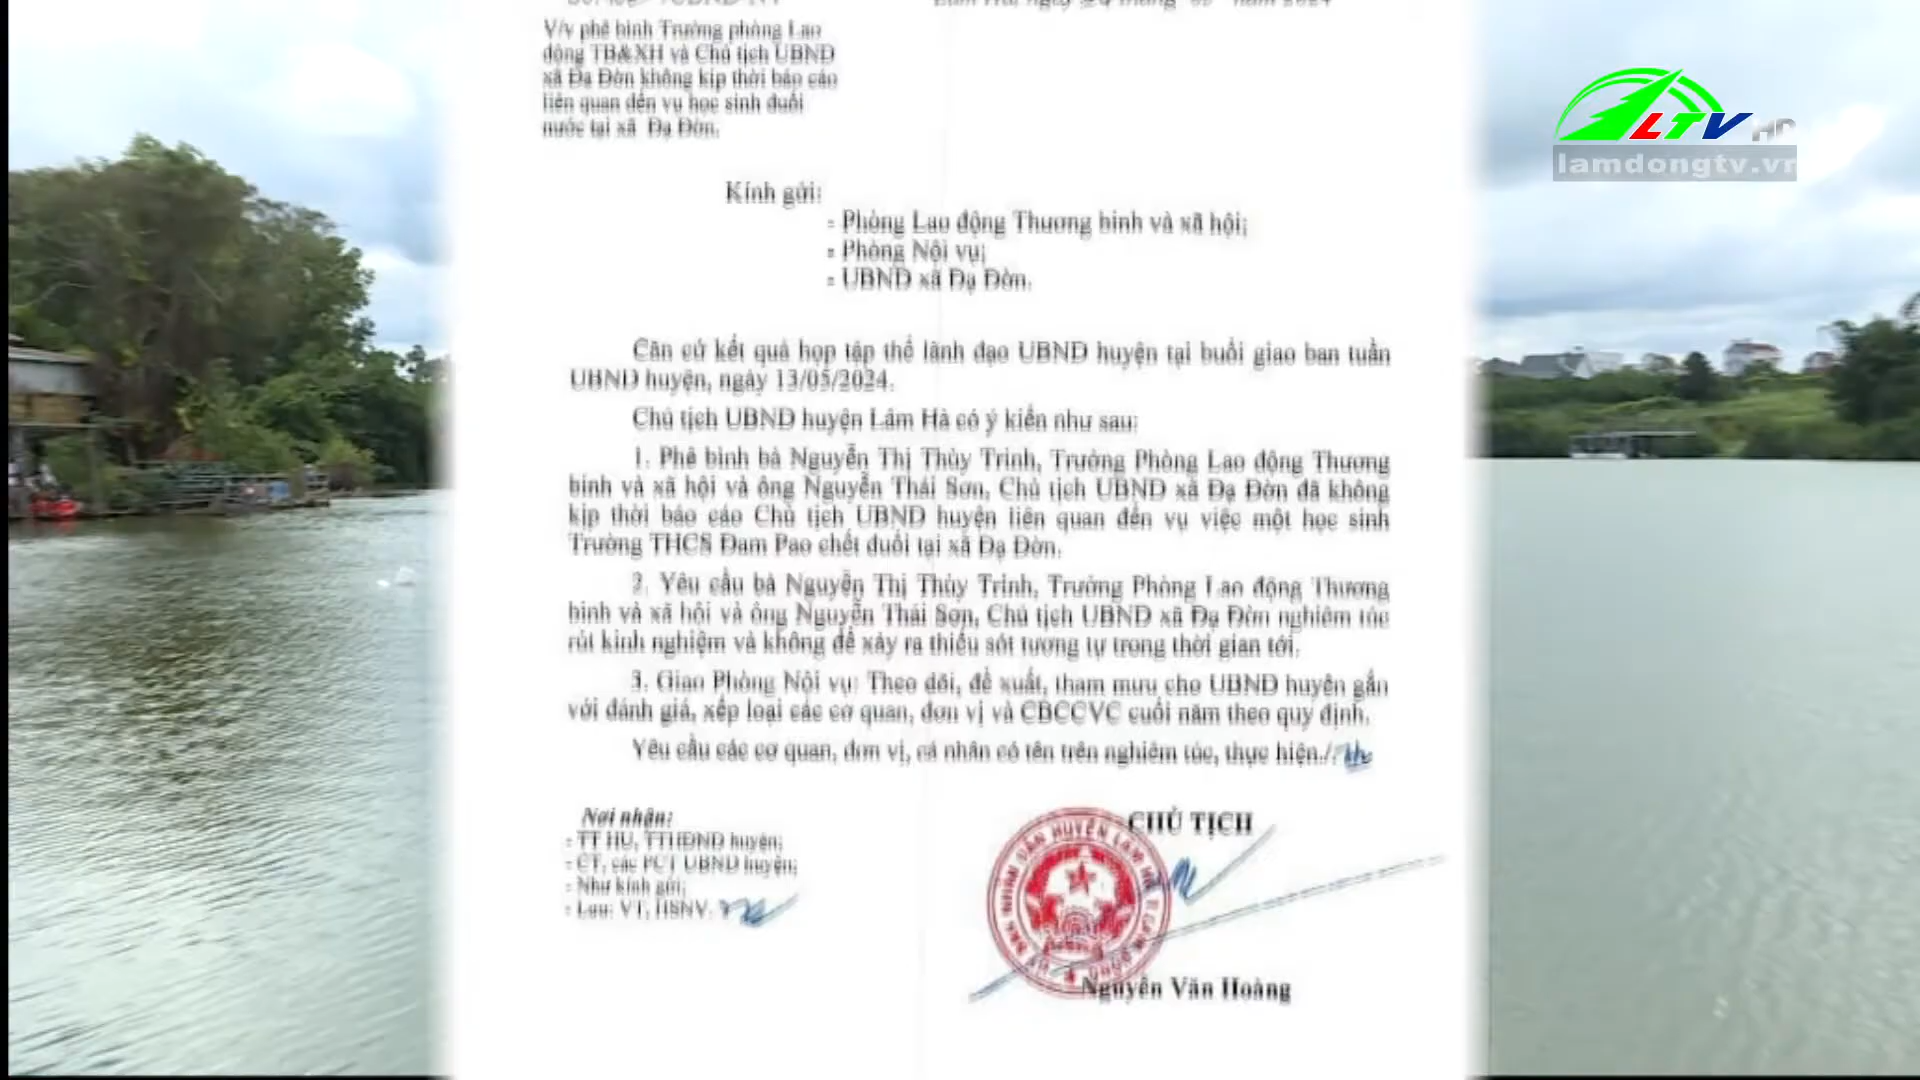 V/v phê bình Trưởng phòng Lao
động TB&XH và Chủ tịch UBND
xã Đạ Đờn không kịp thời báo cáo
liên quan đến vụ học sinh đuối
nước tại xã Đạ Đờn.
LTV HD
lamdongtv.vn
Kính gửi:
- Phòng Lao động Thương binh và xã hội;
- Phòng Nội vụ;
- UBND xã Đạ Đờn.
Căn cứ kết quả họp tập thể lãnh đạo UBND huyện tại buổi giao ban tuần
UBND huyện, ngày 13/05/2024.
Chủ tịch UBND huyện Lâm Hà có ý kiến như sau:
1. Phê bình bà Nguyễn Thị Thùy Trinh, Trưởng Phòng Lao động Thương
binh và xã hội và ông Nguyễn Thái Sơn, Chủ tịch UBND xã Đạ Đờn đã không
kịp thời báo cáo Chủ tịch UBND huyện liên quan đến vụ việc một học sinh
Trường THCS Đam Pao chết đuối tại xã Đạ Đờn.
2. Yêu cầu bà Nguyễn Thị Thùy Trinh, Trưởng Phòng Lao động Thương
binh và xã hội và ông Nguyễn Thái Sơn, Chủ tịch UBND xã Đạ Đờn nghiêm túc
rút kinh nghiệm và không để xảy ra thiếu sót tương tự trong thời gian tới.
3. Giao Phòng Nội vụ: Theo dõi, đề xuất, tham mưu cho UBND huyện gắn
với đánh giá, xếp loại các cơ quan, đơn vị và CBCCVC cuối năm theo quy định.
Yêu cầu các cơ quan, đơn vị, cá nhân có tên trên nghiêm túc, thực hiện./.
Nơi nhận:
- TT HU, TTHĐND huyện;
- CT, các PCT UBND huyện;
- Như kính gửi;
- Lưu: VT, HSNV.
CHỦ TỊCH
Nguyễn Văn Hoàng